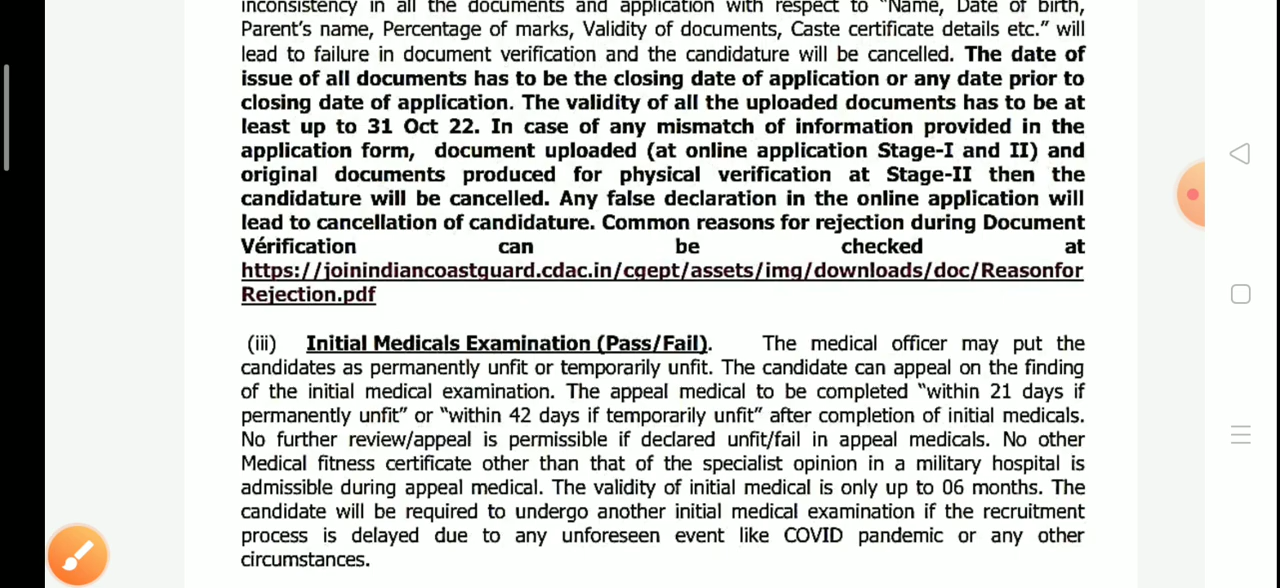 inconsistency in all the documents and application with respect to "Name, Date of birth,
Parent's name, Percentage of marks, Validity of documents, Caste certificate details etc." will
lead to failure in document verification and the candidature will be cancelled. The date of
issue of all documents has to be the closing date of application or any date prior to
closing date of application. The validity of all the uploaded documents has to be at
least up to 31 Oct 22. In case of any mismatch of information provided in the
application form, document uploaded (at online application Stage-I and II) and
original documents produced for physical verification at Stage-II then the
candidature will be cancelled. Any false declaration in the online application will
lead to cancellation of candidature. Common reasons for rejection during Document
Vérification can be checked at
https://joinindiancoastguard.cdac.in/cgept/assets/img/downloads/doc/Reasonfor
Rejection.pdf
(iii) Initial Medicals Examination (Pass/Fail). The medical officer may put the
candidates as permanently unfit or temporarily unfit. The candidate can appeal on the finding
of the initial medical examination. The appeal medical to be completed "within 21 days if
permanently unfit" or "within 42 days if temporarily unfit" after completion of initial medicals.
No further review/appeal is permissible if declared unfit/fail in appeal medicals. No other
Medical fitness certificate other than that of the specialist opinion in a military hospital is
admissible during appeal medical. The validity of initial medical is only up to 06 months. The
candidate will be required to undergo another initial medical examination if the recruitment
process is delayed due to any unforeseen event like COVID pandemic or any other
circumstances.